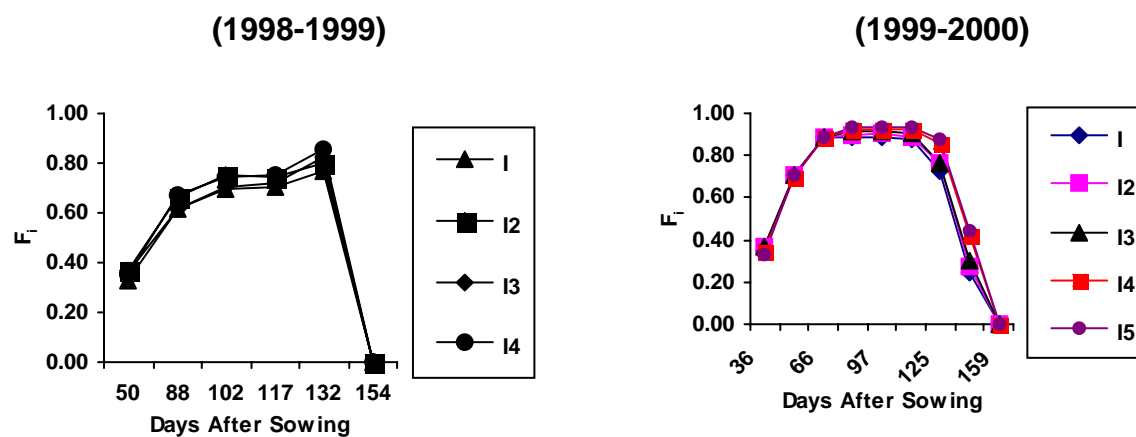 (1998-1999)
1.00
0.80
0.60
0.40
0.20
0.00
Fi
50 88 102 117 132 154
Days After Sowing
I
I2
I3
I4
(1999-2000)
1.00
0.80
0.60
0.40
0.20
0.00
Fi
36 66 97 125 159
Days After Sowing
I
I2
I3
I4
I5